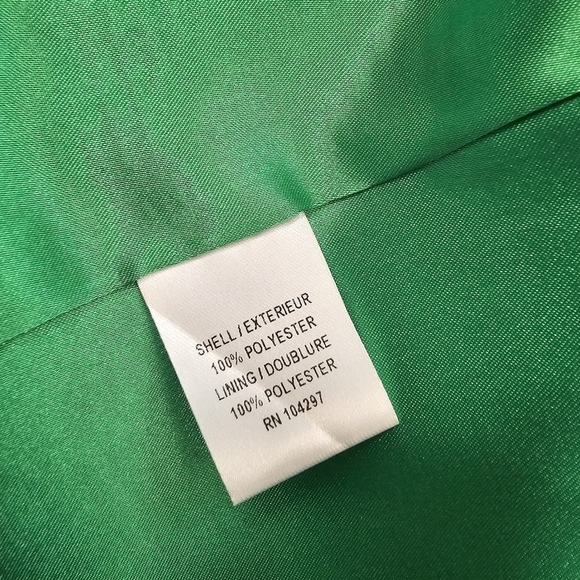 SHELL / EXTERIEUR
100% POLYESTER
LINING / DOUBLURE
100% POLYESTER
RN 104297